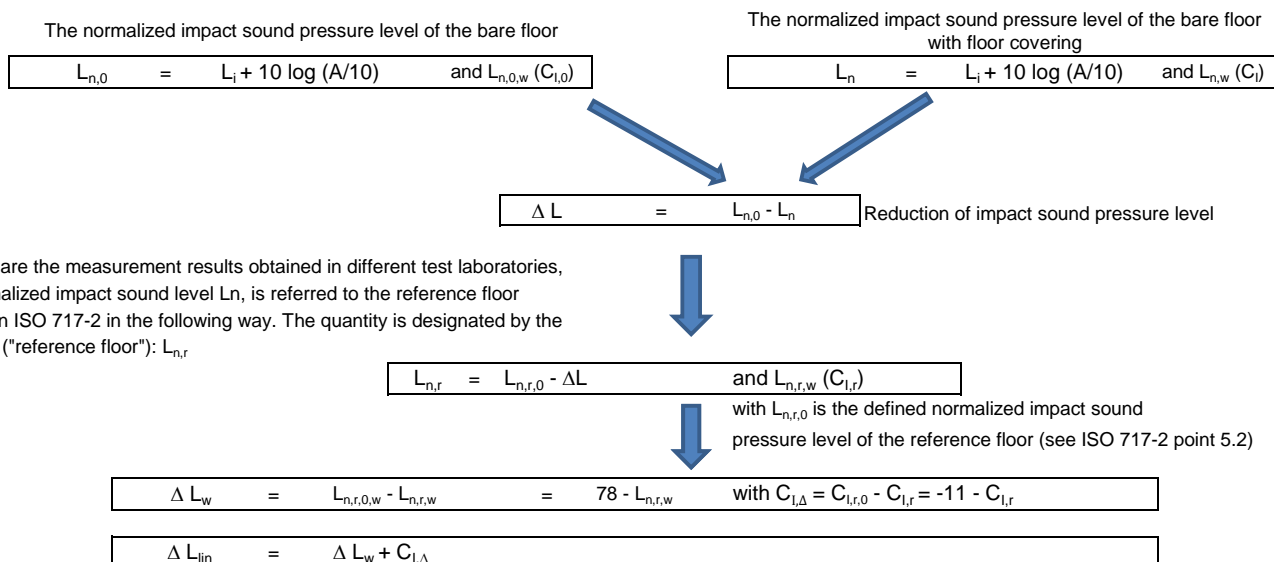 The normalized impact sound pressure level of the bare floor
The normalized impact sound pressure level of the bare floor
with floor covering
L_{n,0} = L_i + 10 log (A/10) and L_{n,0,w} (C_{I,0})
L_n = L_i + 10 log (A/10) and L_{n,w} (C_I)
Δ L = L_{n,0} - L_n
Reduction of impact sound pressure level
are the measurement results obtained in different test laboratories,
malized impact sound level Ln, is referred to the reference floor
n ISO 717-2 in the following way. The quantity is designated by the
("reference floor"): L_{n,r}
L_{n,r} = L_{n,r,0} - ΔL and L_{n,r,w} (C_{I,r})
with L_{n,r,0} is the defined normalized impact sound
pressure level of the reference floor (see ISO 717-2 point 5.2)
Δ L_w = L_{n,r,0,w} - L_{n,r,w} = 78 - L_{n,r,w} with C_{I,Δ} = C_{I,r,0} - C_{I,r} = -11 - C_{I,r}
Δ L_{lin} = Δ L_w + C_{I,Δ}